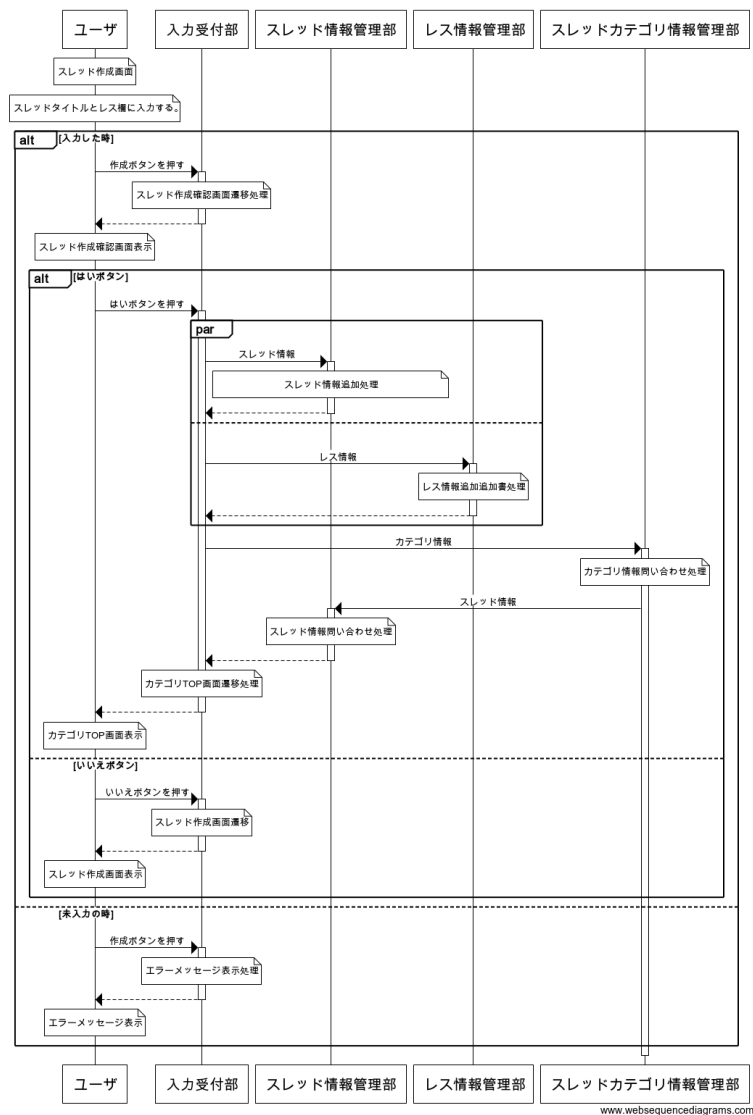 ユーザ 入力受付部 スレッド情報管理部 レス情報管理部 スレッドカテゴリ情報管理部
スレッド作成画面
スレッドタイトルとレス欄に入力する。
alt [入力した時]
作成ボタンを押す
スレッド作成確認画面遷移処理
スレッド作成確認画面表示
alt [はいボタン]
はいボタンを押す
par
スレッド情報
スレッド情報追加処理
レス情報
レス情報追加追加書処理
カテゴリ情報
カテゴリ情報問い合わせ処理
スレッド情報
スレッド情報問い合わせ処理
カテゴリTOP画面遷移処理
カテゴリTOP画面表示
[いいえボタン]
いいえボタンを押す
スレッド作成画面遷移
スレッド作成画面表示
[未入力の時]
作成ボタンを押す
エラーメッセージ表示処理
エラーメッセージ表示
ユーザ 入力受付部 スレッド情報管理部 レス情報管理部 スレッドカテゴリ情報管理部
www.websequencediagrams.com